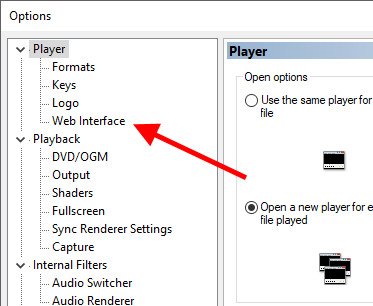 Options
Player
Formats
Keys
Logo
Web Interface
Playback
DVD/OGM
Output
Shaders
Fullscreen
Sync Renderer Settings
Capture
Internal Filters
Audio Switcher
Audio Renderer
Player
Open options
Use the same player for
file
Open a new player for e
file played